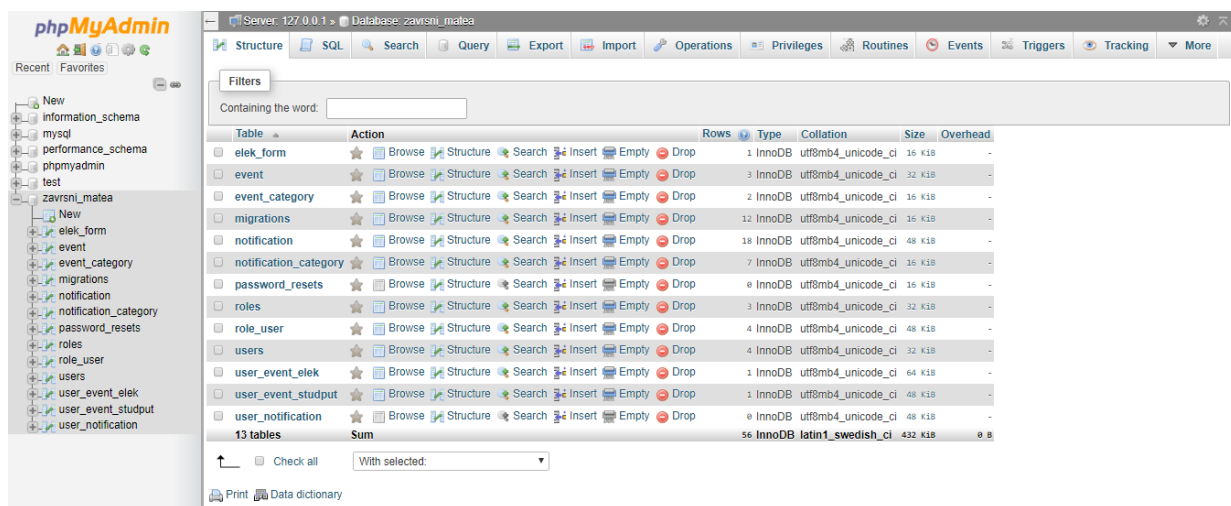 phpMyAdmin
Recent Favorites
New
information_schema
mysql
performance_schema
phpmyadmin
test
zavrsni_matea
New
elek_form
event
event_category
migrations
notification
notification_category
password_resets
roles
role_user
users
user_event_elek
user_event_studput
user_notification
Server: 127.0.0.1 » Database: zavrsni_matea
Structure SQL Search Query Export Import Operations Privileges Routines Events Triggers Tracking More
Filters
Containing the word:
Table Action Rows Type Collation Size Overhead
elek_form Browse Structure Search Insert Empty Drop 1 InnoDB utf8mb4_unicode_ci 16 KiB -
event Browse Structure Search Insert Empty Drop 3 InnoDB utf8mb4_unicode_ci 32 KiB -
event_category Browse Structure Search Insert Empty Drop 2 InnoDB utf8mb4_unicode_ci 16 KiB -
migrations Browse Structure Search Insert Empty Drop 12 InnoDB utf8mb4_unicode_ci 16 KiB -
notification Browse Structure Search Insert Empty Drop 18 InnoDB utf8mb4_unicode_ci 48 KiB -
notification_category Browse Structure Search Insert Empty Drop 7 InnoDB utf8mb4_unicode_ci 16 KiB -
password_resets Browse Structure Search Insert Empty Drop 0 InnoDB utf8mb4_unicode_ci 16 KiB -
roles Browse Structure Search Insert Empty Drop 3 InnoDB utf8mb4_unicode_ci 32 KiB -
role_user Browse Structure Search Insert Empty Drop 4 InnoDB utf8mb4_unicode_ci 48 KiB -
users Browse Structure Search Insert Empty Drop 4 InnoDB utf8mb4_unicode_ci 32 KiB -
user_event_elek Browse Structure Search Insert Empty Drop 1 InnoDB utf8mb4_unicode_ci 64 KiB -
user_event_studput Browse Structure Search Insert Empty Drop 1 InnoDB utf8mb4_unicode_ci 48 KiB -
user_notification Browse Structure Search Insert Empty Drop 0 InnoDB utf8mb4_unicode_ci 48 KiB -
13 tables Sum 56 InnoDB latin1_swedish_ci 432 KiB 0 B
Check all With selected:
Print Data dictionary